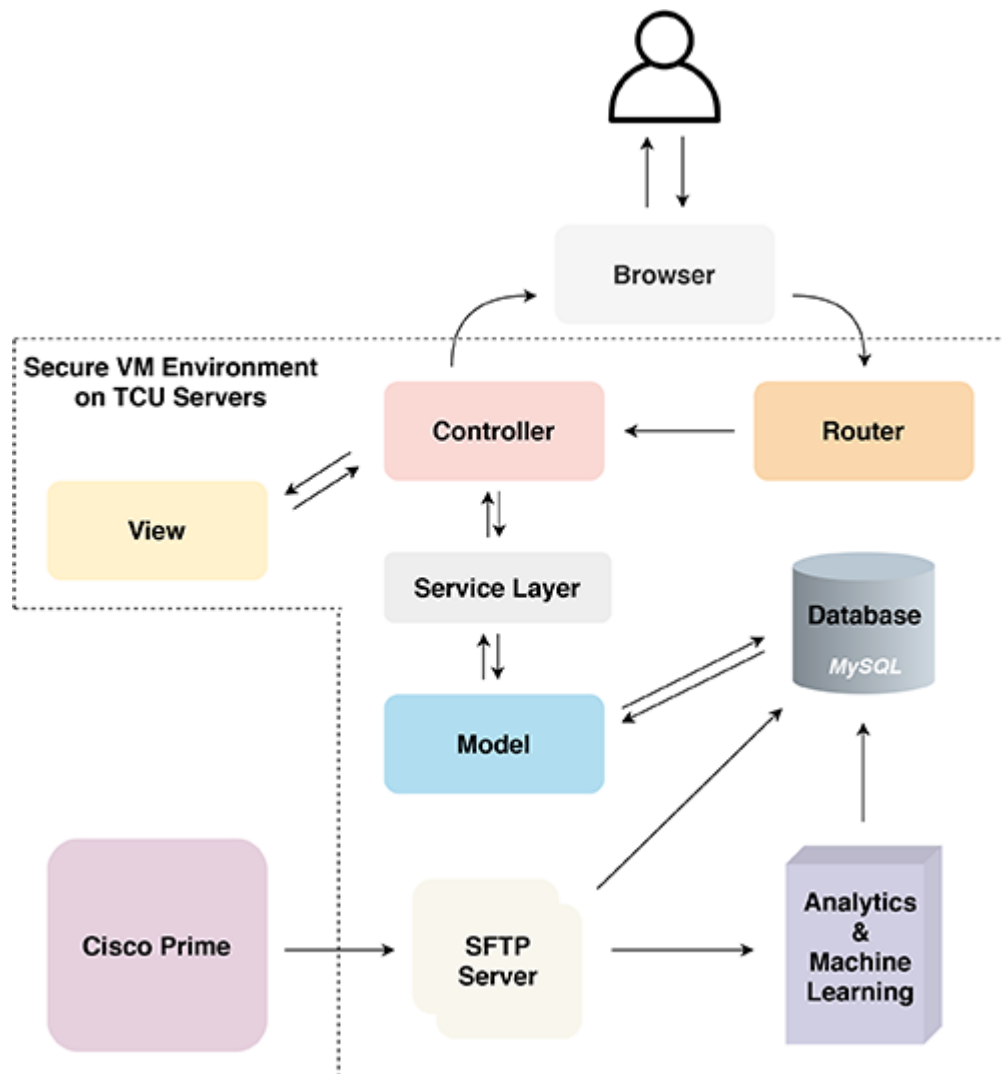 Browser
Secure VM Environment
on TCU Servers
Controller
Router
View
Service Layer
Database
MySQL
Model
Cisco Prime
SFTP
Server
Analytics
&
Machine
Learning